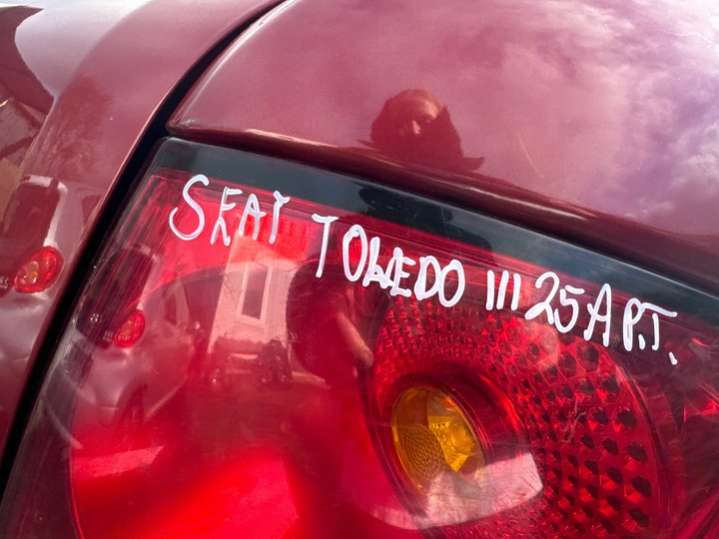 SEAT TOLEDO III 25A P.T.